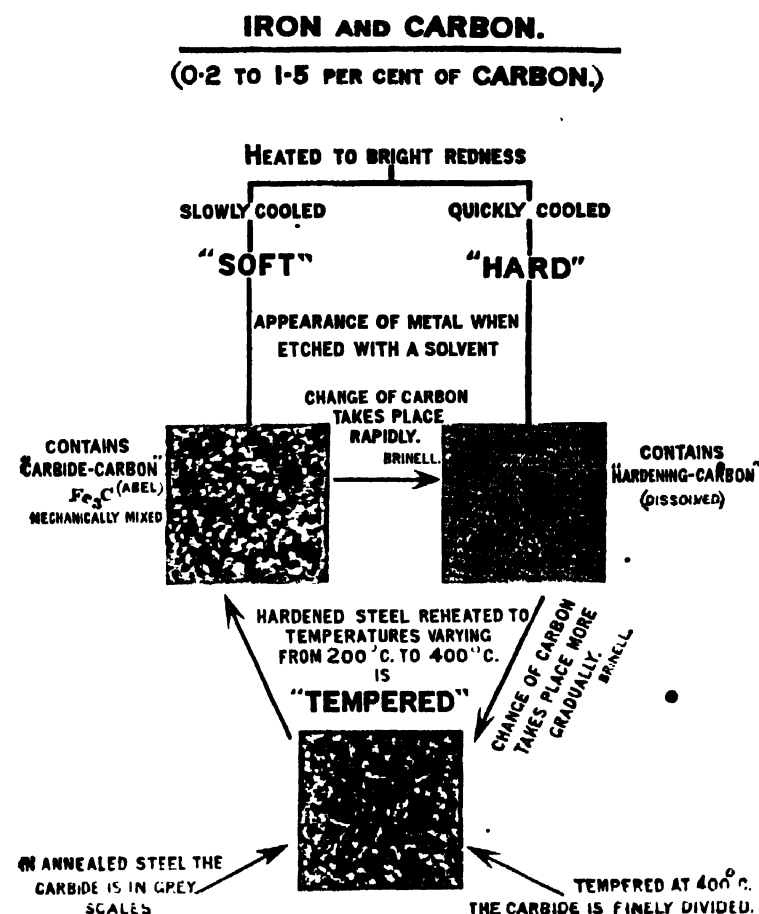 IRON AND CARBON.
(0·2 TO 1·5 PER CENT OF CARBON.)
HEATED TO BRIGHT REDNESS
SLOWLY COOLED
QUICKLY COOLED
"SOFT"
"HARD"
APPEARANCE OF METAL WHEN
ETCHED WITH A SOLVENT
CHANGE OF CARBON
TAKES PLACE
RAPIDLY.
BRINELL.
CONTAINS
"CARBIDE-CARBON"
Fe3C (ABEL)
MECHANICALLY MIXED
CONTAINS
"HARDENING-CARBON"
(DISSOLVED)
HARDENED STEEL REHEATED TO
TEMPERATURES VARYING
FROM 200°C. TO 400°C.
IS
"TEMPERED"
CHANGE OF CARBON
TAKES PLACE MORE
GRADUALLY.
BRINELL.
IN ANNEALED STEEL THE
CARBIDE IS IN GREY
SCALES
TEMPERED AT 400°C.
THE CARBIDE IS FINELY DIVIDED.